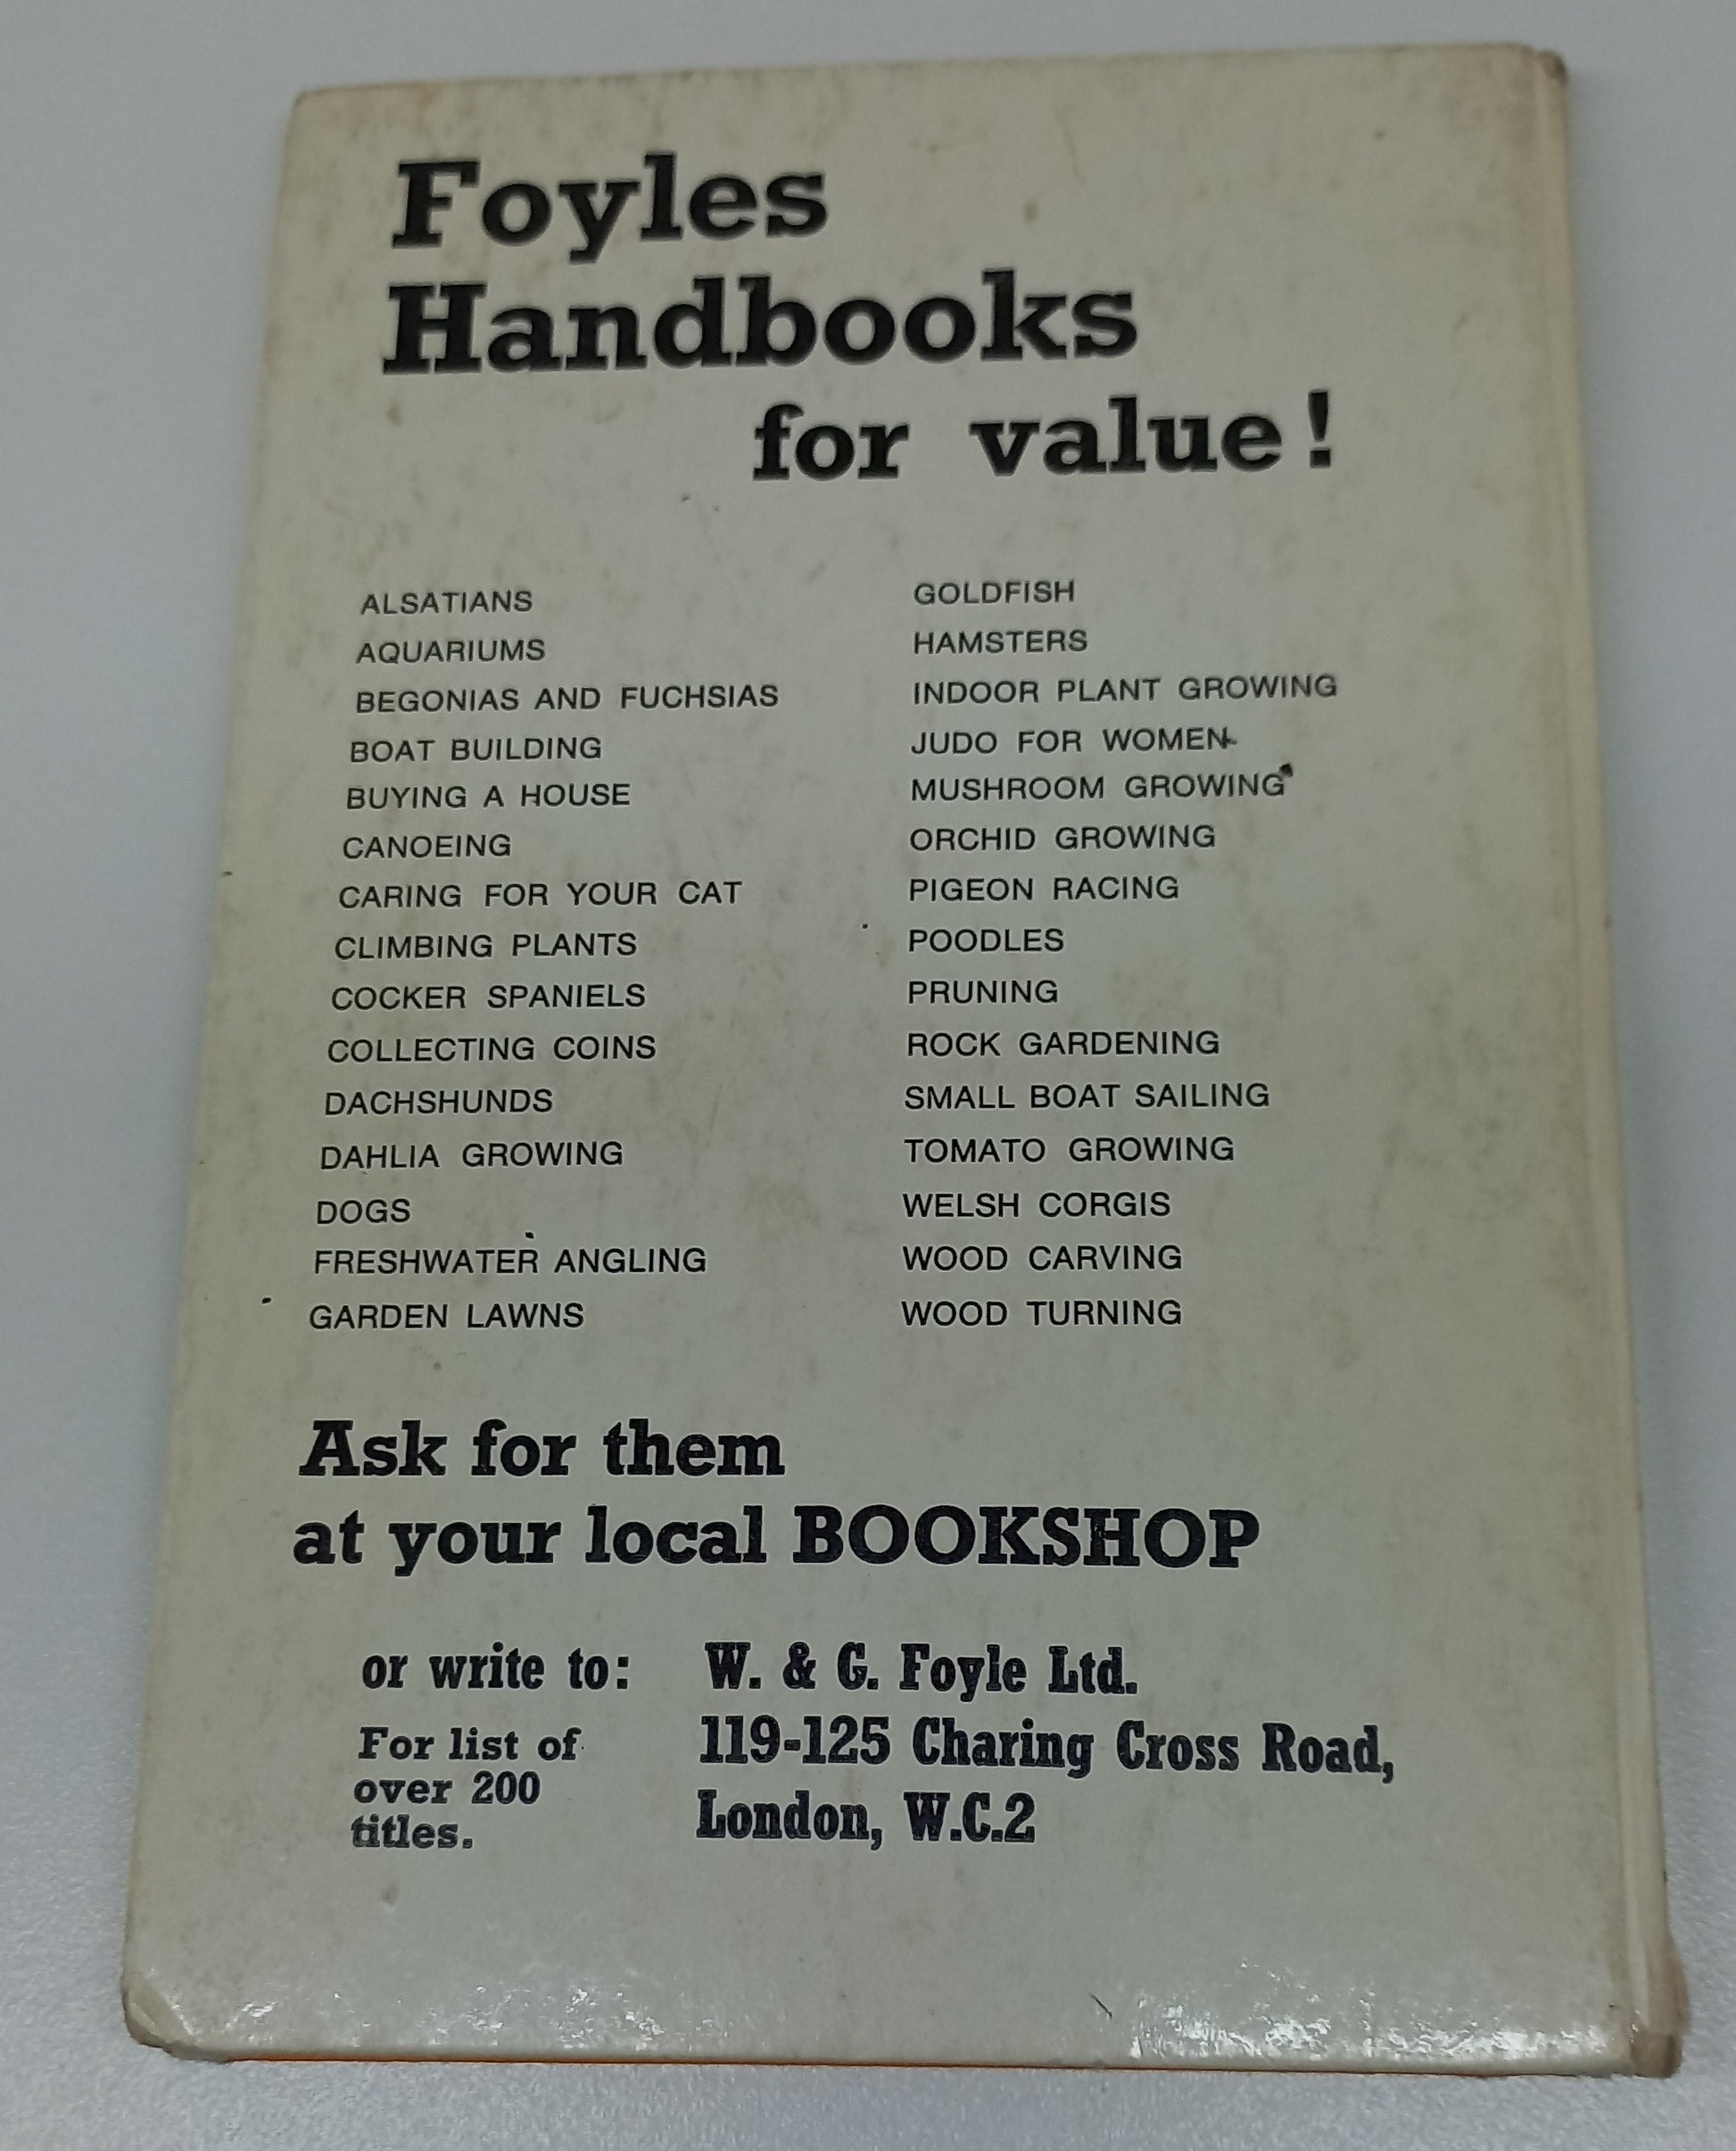 Foyles
Handbooks
for value!
ALSATIANS
AQUARIUMS
BEGONIAS AND FUCHSIAS
BOAT BUILDING
BUYING A HOUSE
CANOEING
CARING FOR YOUR CAT
CLIMBING PLANTS
COCKER SPANIELS
COLLECTING COINS
DACHSHUNDS
DAHLIA GROWING
DOGS
FRESHWATER ANGLING
GARDEN LAWNS
GOLDFISH
HAMSTERS
INDOOR PLANT GROWING
JUDO FOR WOMEN
MUSHROOM GROWING
ORCHID GROWING
PIGEON RACING
POODLES
PRUNING
ROCK GARDENING
SMALL BOAT SAILING
TOMATO GROWING
WELSH CORGIS
WOOD CARVING
WOOD TURNING
Ask for them
at your local BOOKSHOP
or write to:
For list of
over 200
titles.
W. & G. Foyle Ltd.
119-125 Charing Cross Road,
London, W.C.2